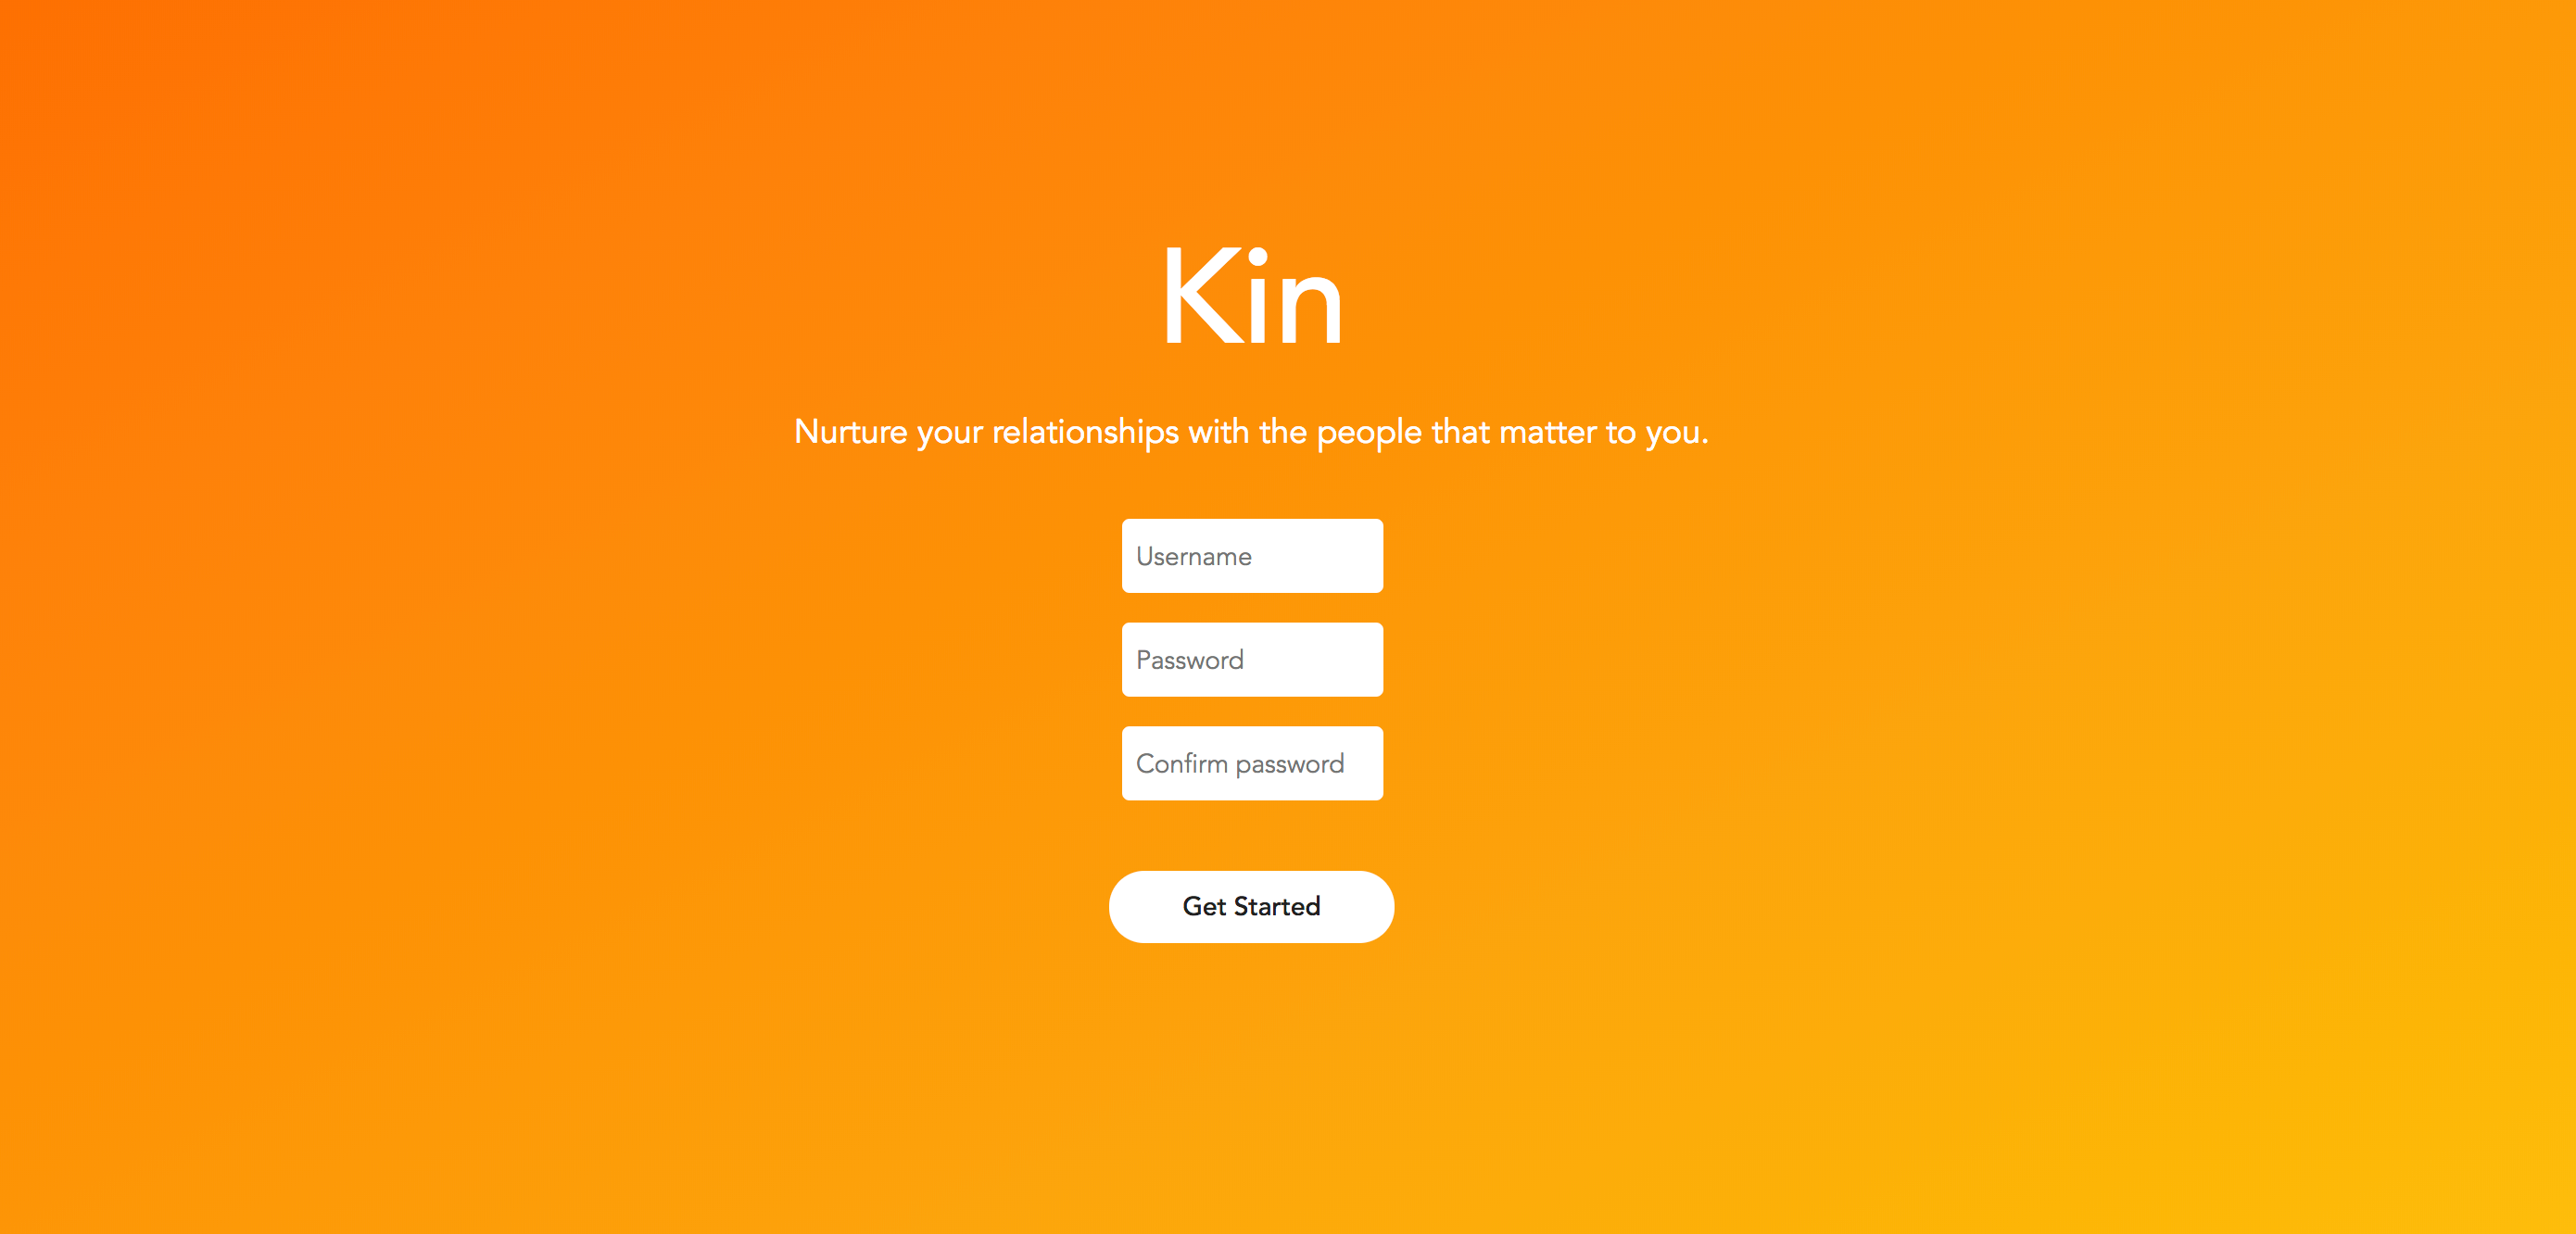 Kin
Nurture your relationships with the people that matter to you.
Username
Password
Confirm password
Get Started